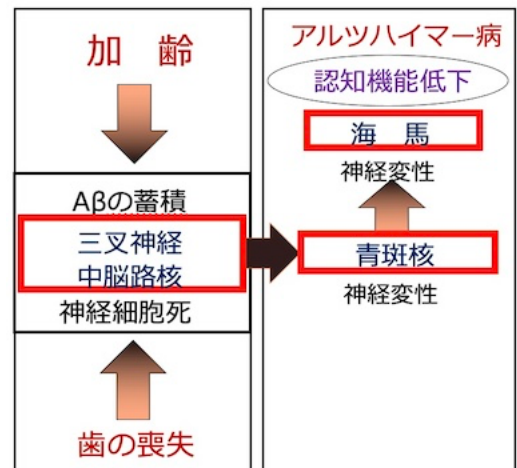 加　齢
Aβの蓄積
三叉神経
中脳路核
神経細胞死
歯の喪失
アルツハイマー病
認知機能低下
海　馬
神経変性
青斑核
神経変性